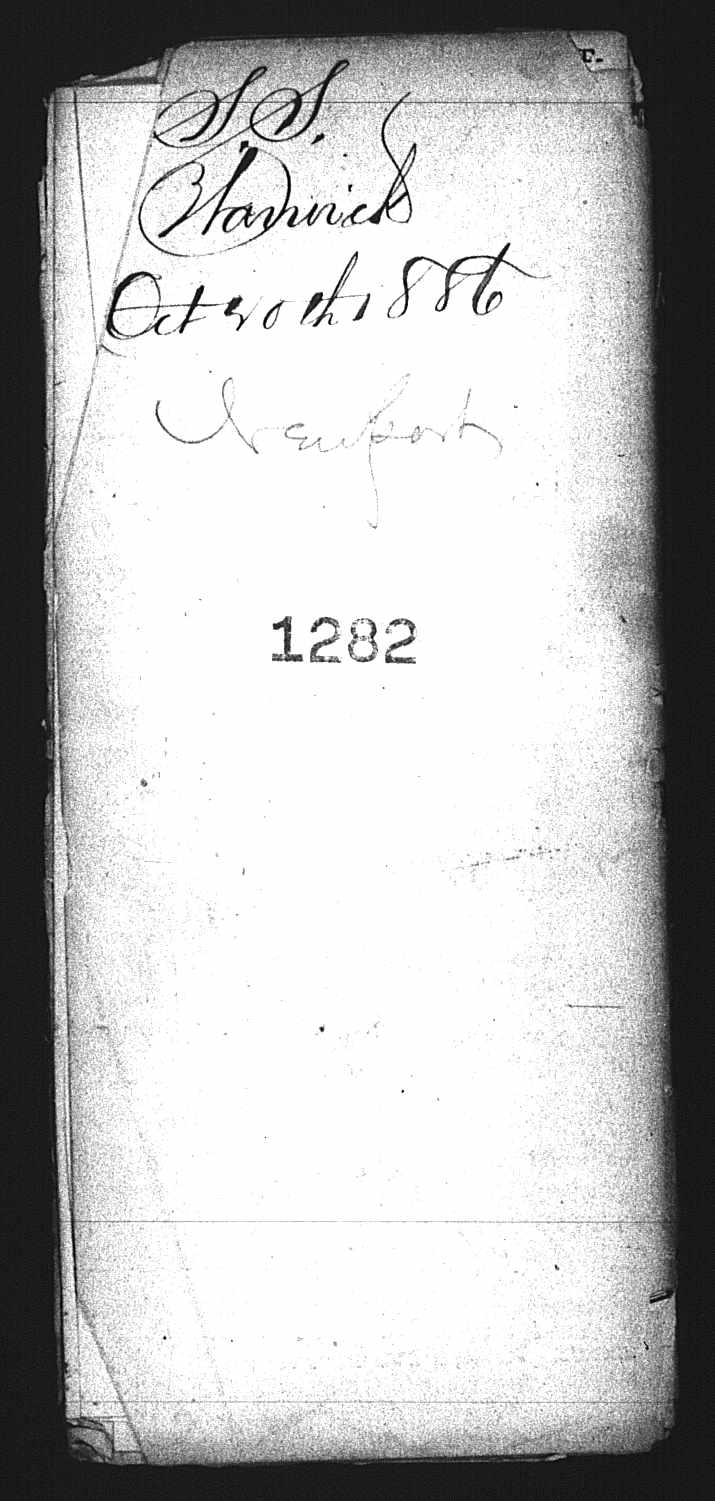 E.
S. S.
Warwick
Oct 20th 1886
Newport
1282